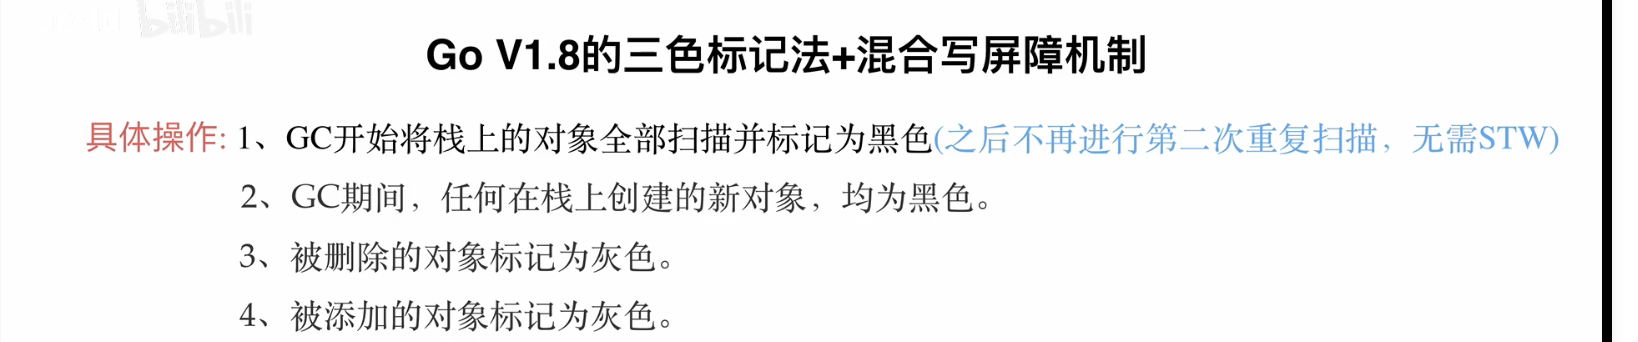 bilibili
Go V1.8的三色标记法+混合写屏障机制
具体操作: 1、GC开始将栈上的对象全部扫描并标记为黑色(之后不再进行第二次重复扫描，无需STW)
2、GC期间，任何在栈上创建的新对象，均为黑色。
3、被删除的对象标记为灰色。
4、被添加的对象标记为灰色。